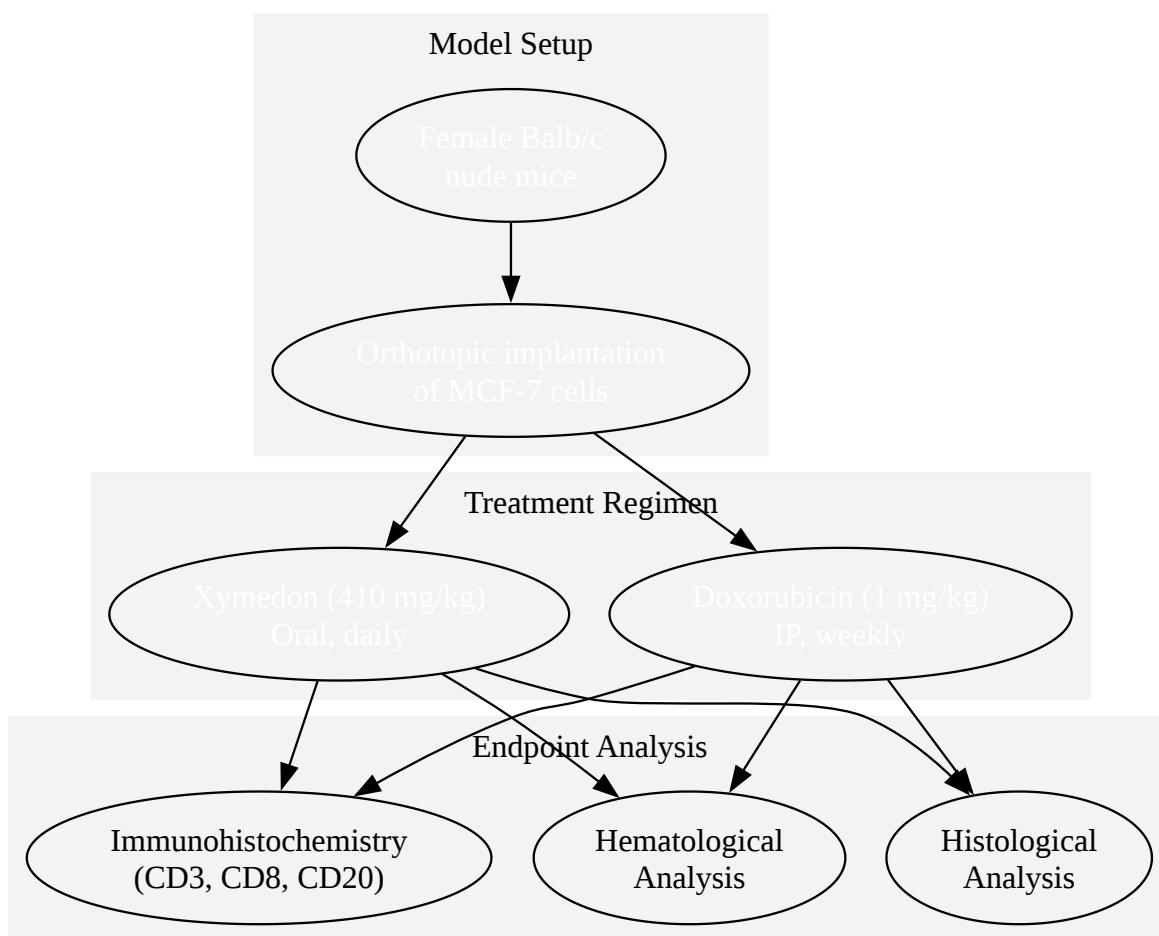 Model Setup
Female Balb/c
nude mice
Orthotopic implantation
of MCF-7 cells
Treatment Regimen
Xymedon (410 mg/kg)
Oral, daily
Doxorubicin (1 mg/kg)
IP, weekly
Endpoint Analysis
Immunohistochemistry
(CD3, CD8, CD20)
Hematological
Analysis
Histological
Analysis